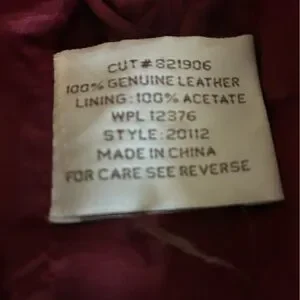 CUT # 821906
100% GENUINE LEATHER
LINING: 100% ACETATE
WPL 12376
STYLE: 20112
MADE IN CHINA
FOR CARE SEE REVERSE